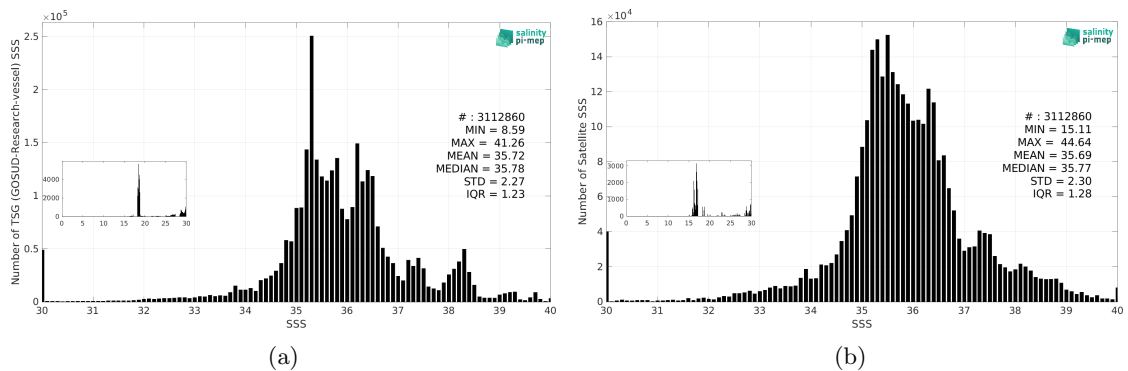 ×10⁵
2.5
2
1.5
1
0.5
0
Number of TSG (GOSUD-Research-vessel) SSS
salinity
pi-mep
# : 3112860
MIN = 8.59
MAX = 41.26
MEAN = 35.72
MEDIAN = 35.78
STD = 2.27
IQR = 1.23
4000
2000
0
0 5 10 15 20 25 30
30 31 32 33 34 35 36 37 38 39 40
SSS
(a)
×10⁴
16
14
12
10
8
6
4
2
0
Number of Satellite SSS
salinity
pi-mep
# : 3112860
MIN = 15.11
MAX = 44.64
MEAN = 35.69
MEDIAN = 35.77
STD = 2.30
IQR = 1.28
3000
2000
1000
0
0 5 10 15 20 25 30
30 31 32 33 34 35 36 37 38 39 40
SSS
(b)